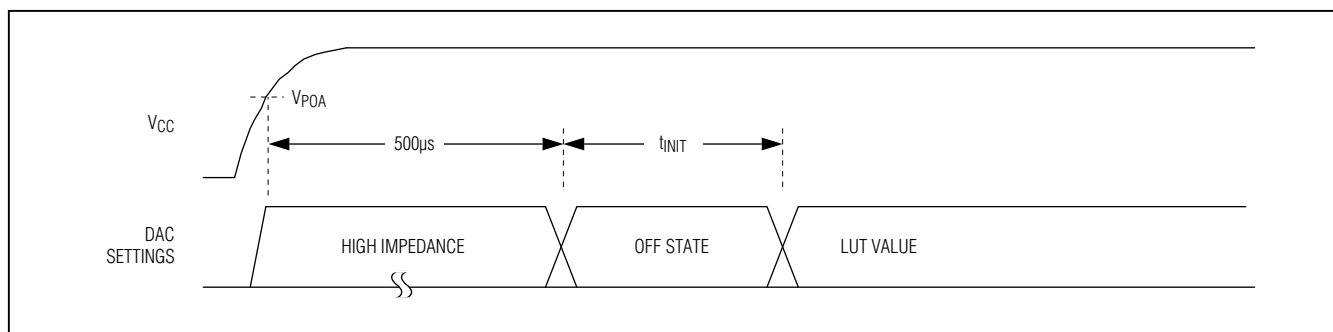 VPOA
VCC
500µs
tINIT
DAC
SETTINGS
HIGH IMPEDANCE
OFF STATE
LUT VALUE